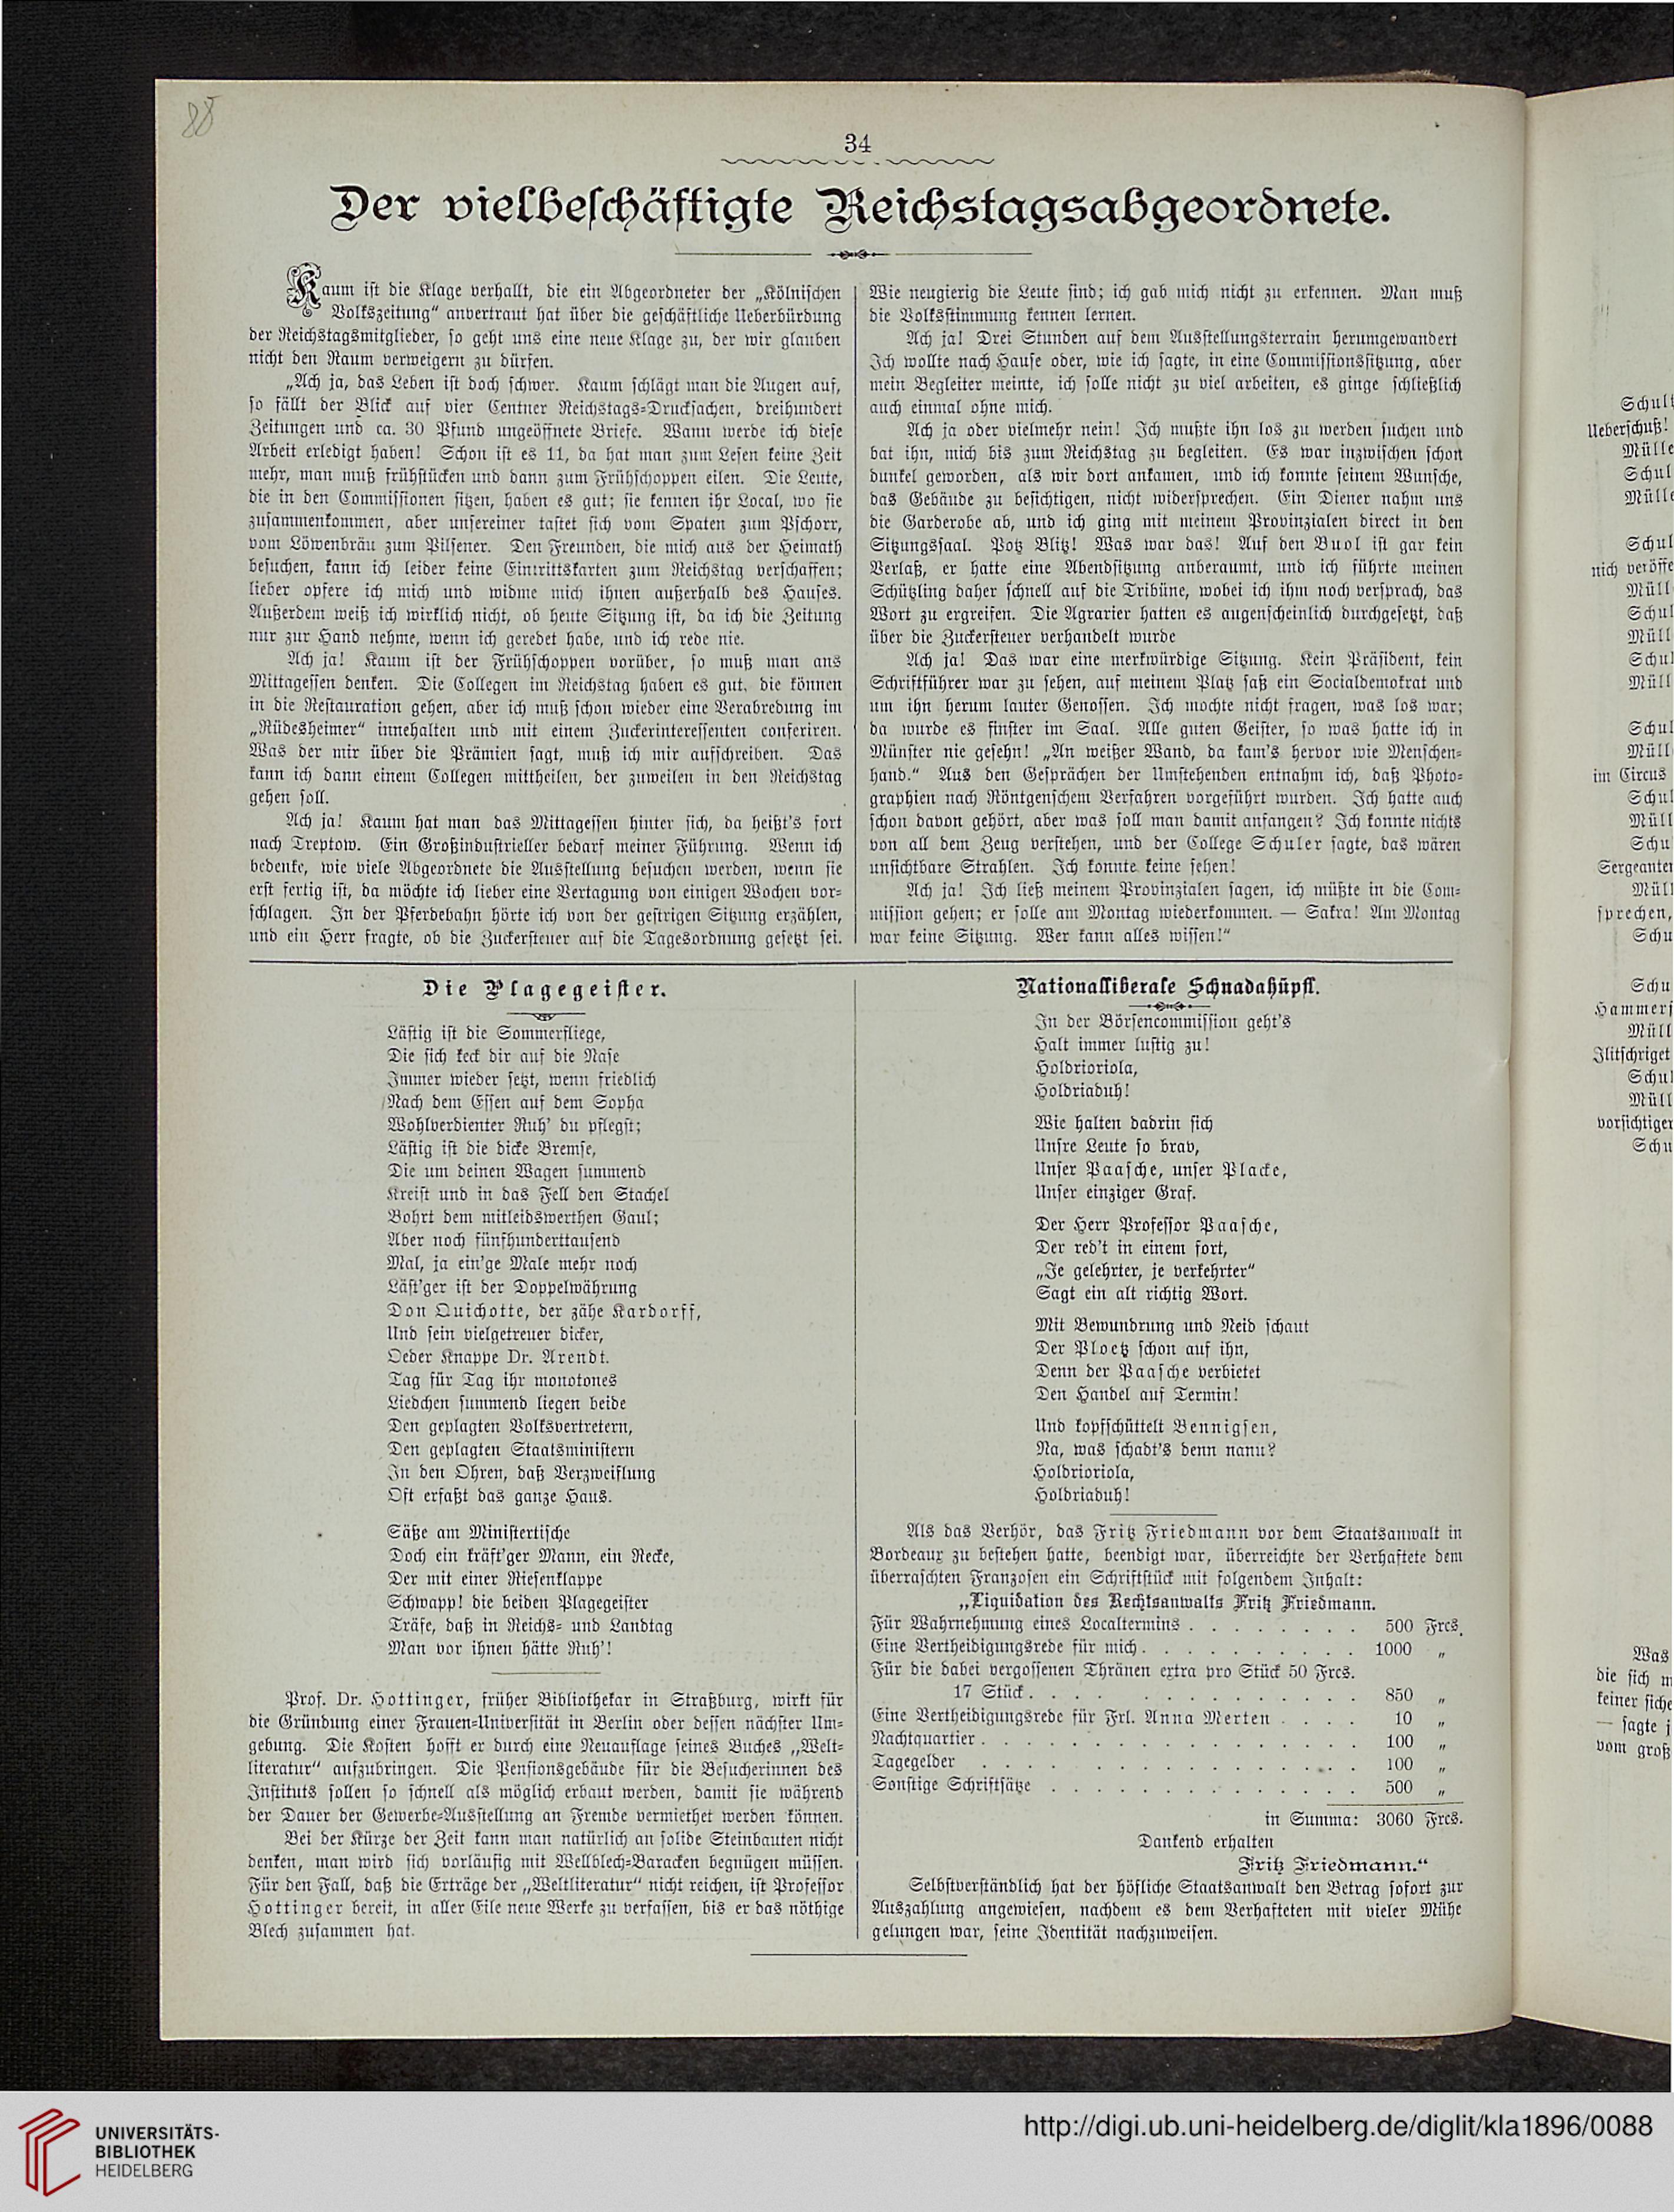 88
34
Der vielbeschäftigte Reichstagsabgeordnete.
Kaum ist die Klage verhallt, die ein Abgeordneter der „Kölnischen
Volkszeitung“ anvertraut hat über die geschäftliche Ueberbürdung
der Reichstagsmitglieder, so geht uns eine neue Klage zu, der wir glauben
nicht den Raum verweigern zu dürfen.
„Ach ja, das Leben ist doch schwer. Kaum schlägt man die Augen auf,
so fällt der Blick auf vier Centner Reichstags-Drucksachen, dreihundert
Zeitungen und ca. 30 Pfund ungeöffnete Briefe. Wann werde ich diese
Arbeit erledigt haben! Schon ist es 11, da hat man zum Lesen keine Zeit
mehr, man muß frühstücken und dann zum Frühschoppen eilen. Die Leute,
die in den Commissionen sitzen, haben es gut; sie kennen ihr Local, wo sie
zusammenkommen, aber unsereiner tastet sich vom Spaten zum Pschorr,
vom Löwenbräu zum Pilsener. Den Freunden, die mich aus der Heimath
besuchen, kann ich leider keine Eintrittskarten zum Reichstag verschaffen;
lieber opfere ich mich und widme mich ihnen außerhalb des Hauses.
Außerdem weiß ich wirklich nicht, ob heute Sitzung ist, da ich die Zeitung
nur zur Hand nehme, wenn ich geredet habe, und ich rede nie.
Ach ja! Kaum ist der Frühschoppen vorüber, so muß man ans
Mittagessen denken. Die Collegen im Reichstag haben es gut, die können
in die Restauration gehen, aber ich muß schon wieder eine Verabredung im
„Rüdesheimer“ innehalten und mit einem Zuckerinteressenten conferiren.
Was der mir über die Prämien sagt, muß ich mir aufschreiben. Das
kann ich dann einem Collegen mittheilen, der zuweilen in den Reichstag
gehen soll.
Ach ja! Kaum hat man das Mittagessen hinter sich, da heißt's fort
nach Treptow. Ein Großindustrieller bedarf meiner Führung. Wenn ich
bedenke, wie viele Abgeordnete die Ausstellung besuchen werden, wenn sie
erst fertig ist, da möchte ich lieber eine Vertagung von einigen Wochen vor-
schlagen. In der Pferdebahn hörte ich von der gestrigen Sitzung erzählen,
und ein Herr fragte, ob die Zuckersteuer auf die Tagesordnung gesetzt sei.
Wie neugierig die Leute sind; ich gab mich nicht zu erkennen. Man muß
die Volksstimmung kennen lernen.
Ach ja! Drei Stunden auf dem Ausstellungsterrain herumgewandert
Ich wollte nach Hause oder, wie ich sagte, in eine Commissionssitzung, aber
mein Begleiter meinte, ich solle nicht zu viel arbeiten, es ginge schließlich
auch einmal ohne mich.
Ach ja oder vielmehr nein! Ich mußte ihn los zu werden suchen und
bat ihn, mich bis zum Reichstag zu begleiten. Es war inzwischen schon
dunkel geworden, als wir dort ankamen, und ich konnte seinem Wunsche,
das Gebäude zu besichtigen, nicht widersprechen. Ein Diener nahm uns
die Garderobe ab, und ich ging mit meinem Provinzialen direct in den
Sitzungssaal. Potz Blitz! Was war das! Auf den Buol ist gar kein
Verlaß, er hatte eine Abendsitzung anberaumt, und ich führte meinen
Schützling daher schnell auf die Tribüne, wobei ich ihm noch versprach, das
Wort zu ergreifen. Die Agrarier hatten es augenscheinlich durchgesetzt, daß
über die Zuckersteuer verhandelt wurde
Ach ja! Das war eine merkwürdige Sitzung. Kein Präsident, kein
Schriftführer war zu sehen, auf meinem Platz saß ein Socialdemokrat und
um ihn herum lauter Genossen. Ich mochte nicht fragen, was los war;
da wurde es finster im Saal. Alle guten Geister, so was hatte ich in
Münster nie gesehn! „An weißer Wand, da kam's hervor wie Menschen-
hand.“ Aus den Gesprächen der Umstehenden entnahm ich, daß Photo-
graphien nach Röntgenschem Verfahren vorgeführt wurden. Ich hatte auch
schon davon gehört, aber was soll man damit anfangen? Ich konnte nichts
von all dem Zeug verstehen, und der College Schuler sagte, das wären
unsichtbare Strahlen. Ich konnte keine sehen!
Ach ja! Ich ließ meinem Provinzialen sagen, ich müßte in die Com-
mission gehen; er solle am Montag wiederkommen. — Sakra! Am Montag
war keine Sitzung. Wer kann alles wissen!“
Die Plagegeister.
Lästig ist die Sommerfliege,
Die sich keck dir auf die Nase
Immer wieder setzt, wenn friedlich
Nach dem Essen auf dem Sopha
Wohlverdienter Ruh' du pflegst;
Lästig ist die dicke Bremse,
Die um deinen Wagen summend
Kreist und in das Fell den Stachel
Bohrt dem mitleidswerthen Gaul;
Aber noch fünfhunderttausend
Mal, ja ein'ge Male mehr noch
Läst'ger ist der Doppelwährung
Don Quichotte, der zähe Kardorff,
Und sein vielgetreuer dicker,
Oeder Knappe Dr. Arendt.
Tag für Tag ihr monotones
Liedchen summend liegen beide
Den geplagten Volksvertretern,
Den geplagten Staatsministern
In den Ohren, daß Verzweiflung
Oft erfaßt das ganze Haus.
Säße am Ministertische
Doch ein kräft'ger Mann, ein Recke,
Der mit einer Riesenklappe
Schwapp! die beiden Plagegeister
Träfe, daß in Reichs- und Landtag
Man vor ihnen hätte Ruh'!
Prof. Dr. Hottinger, früher Bibliothekar in Straßburg, wirkt für
die Gründung einer Frauen-Universität in Berlin oder dessen nächster Um-
gebung. Die Kosten hofft er durch eine Neuauflage seines Buches „Welt-
literatur“ aufzubringen. Die Pensionsgebäude für die Besucherinnen des
Instituts sollen so schnell als möglich erbaut werden, damit sie während
der Dauer der Gewerbe-Ausstellung an Fremde vermiethet werden können.
Bei der Kürze der Zeit kann man natürlich an solide Steinbauten nicht
denken, man wird sich vorläufig mit Wellblech-Baracken begnügen müssen.
Für den Fall, daß die Erträge der „Weltliteratur“ nicht reichen, ist Professor
Hottinger bereit, in aller Eile neue Werke zu verfassen, bis er das nöthige
Blech zusammen hat.
Nationalliberale Schnadahüpfl.
In der Börsencommission geht's
Halt immer lustig zu!
Holdrioriola,
Holdriaduh!
Wie halten dadrin sich
Unsre Leute so brav,
Unser Paasche, unser Placke,
Unser einziger Graf.
Der Herr Professor Paasche,
Der red't in einem fort,
„Je gelehrter, je verkehrter“
Sagt ein alt richtig Wort.
Mit Bewundrung und Neid schaut
Der Ploetz schon auf ihn,
Denn der Paasche verbietet
Den Handel auf Termin!
Und kopfschüttelt Bennigsen,
Na, was schadt's denn nanu?
Holdrioriola,
Holdriaduh!
Als das Verhör, das Fritz Friedmann vor dem Staatsanwalt in
Bordeaux zu bestehen hatte, beendigt war, überreichte der Verhaftete dem
überraschten Franzosen ein Schriftstück mit folgendem Inhalt:
„Liquidation des Rechtsanwalts Fritz Friedmann.
Für Wahrnehmung eines Localtermins . . . . . . . . 500 Frcs.
Eine Vertheidigungsrede für mich . . . . . . . . . . 1000 „
Für die dabei vergossenen Thränen extra pro Stück 50 Frcs.
17 Stück . . . . . . . . . . . . . . 850 „
Eine Vertheidigungsrede für Frl. Anna Merten . . . . 10 „
Nachtquartier . . . . . . . . . . . . . . . . . 100 „
Tagegelder . . . . . . . . . . . . . . . . . 100 „
Sonstige Schriftsätze . . . . . . . . . . . . . . 500 „
in Summa: 3060 Frcs.
Dankend erhalten
Fritz Friedmann.“
Selbstverständlich hat der höfliche Staatsanwalt den Betrag sofort zur
Auszahlung angewiesen, nachdem es dem Verhafteten mit vieler Mühe
gelungen war, seine Identität nachzuweisen.
Ueberschuß!
im Circus
sprechen,
Was
die sich
keiner
— sagte
vom
UNIVERSITÄTS-
BIBLIOTHEK
HEIDELBERG
http://digi.ub.uni-heidelberg.de/diglit/kla1896/0088